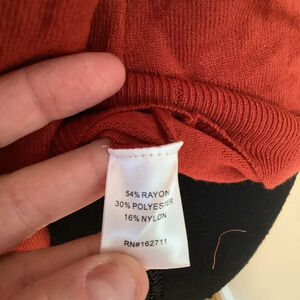 54% RAYON
30% POLYESTER
16% NYLON
RN#162711